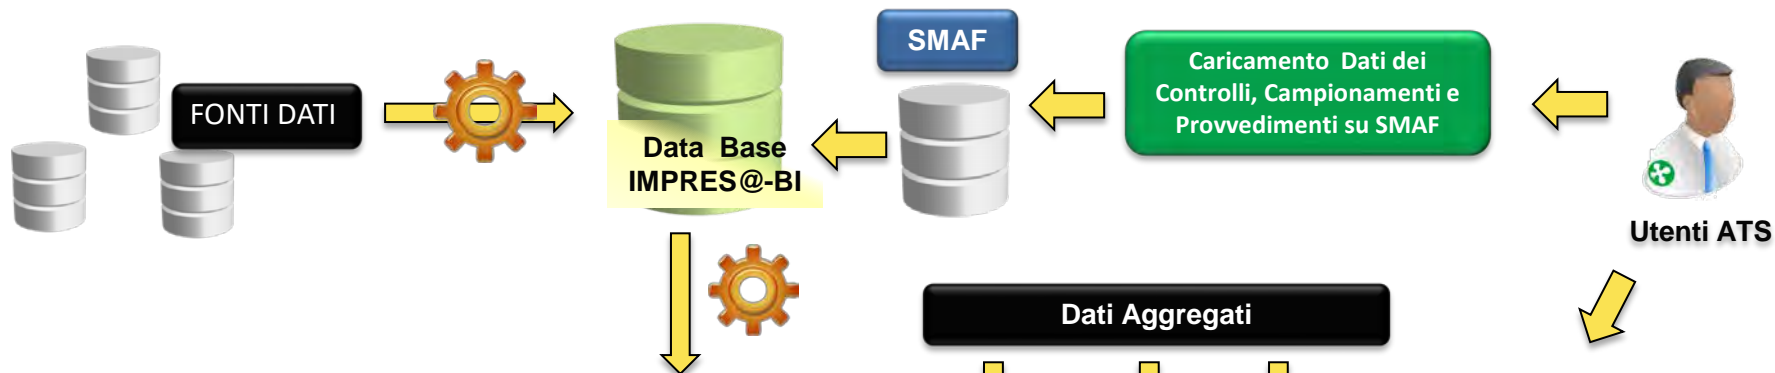 FONTI DATI
Data Base
IMPRES@-BI
SMAF
Caricamento Dati dei
Controlli, Campionamenti e
Provvedimenti su SMAF
Utenti ATS
Dati Aggregati